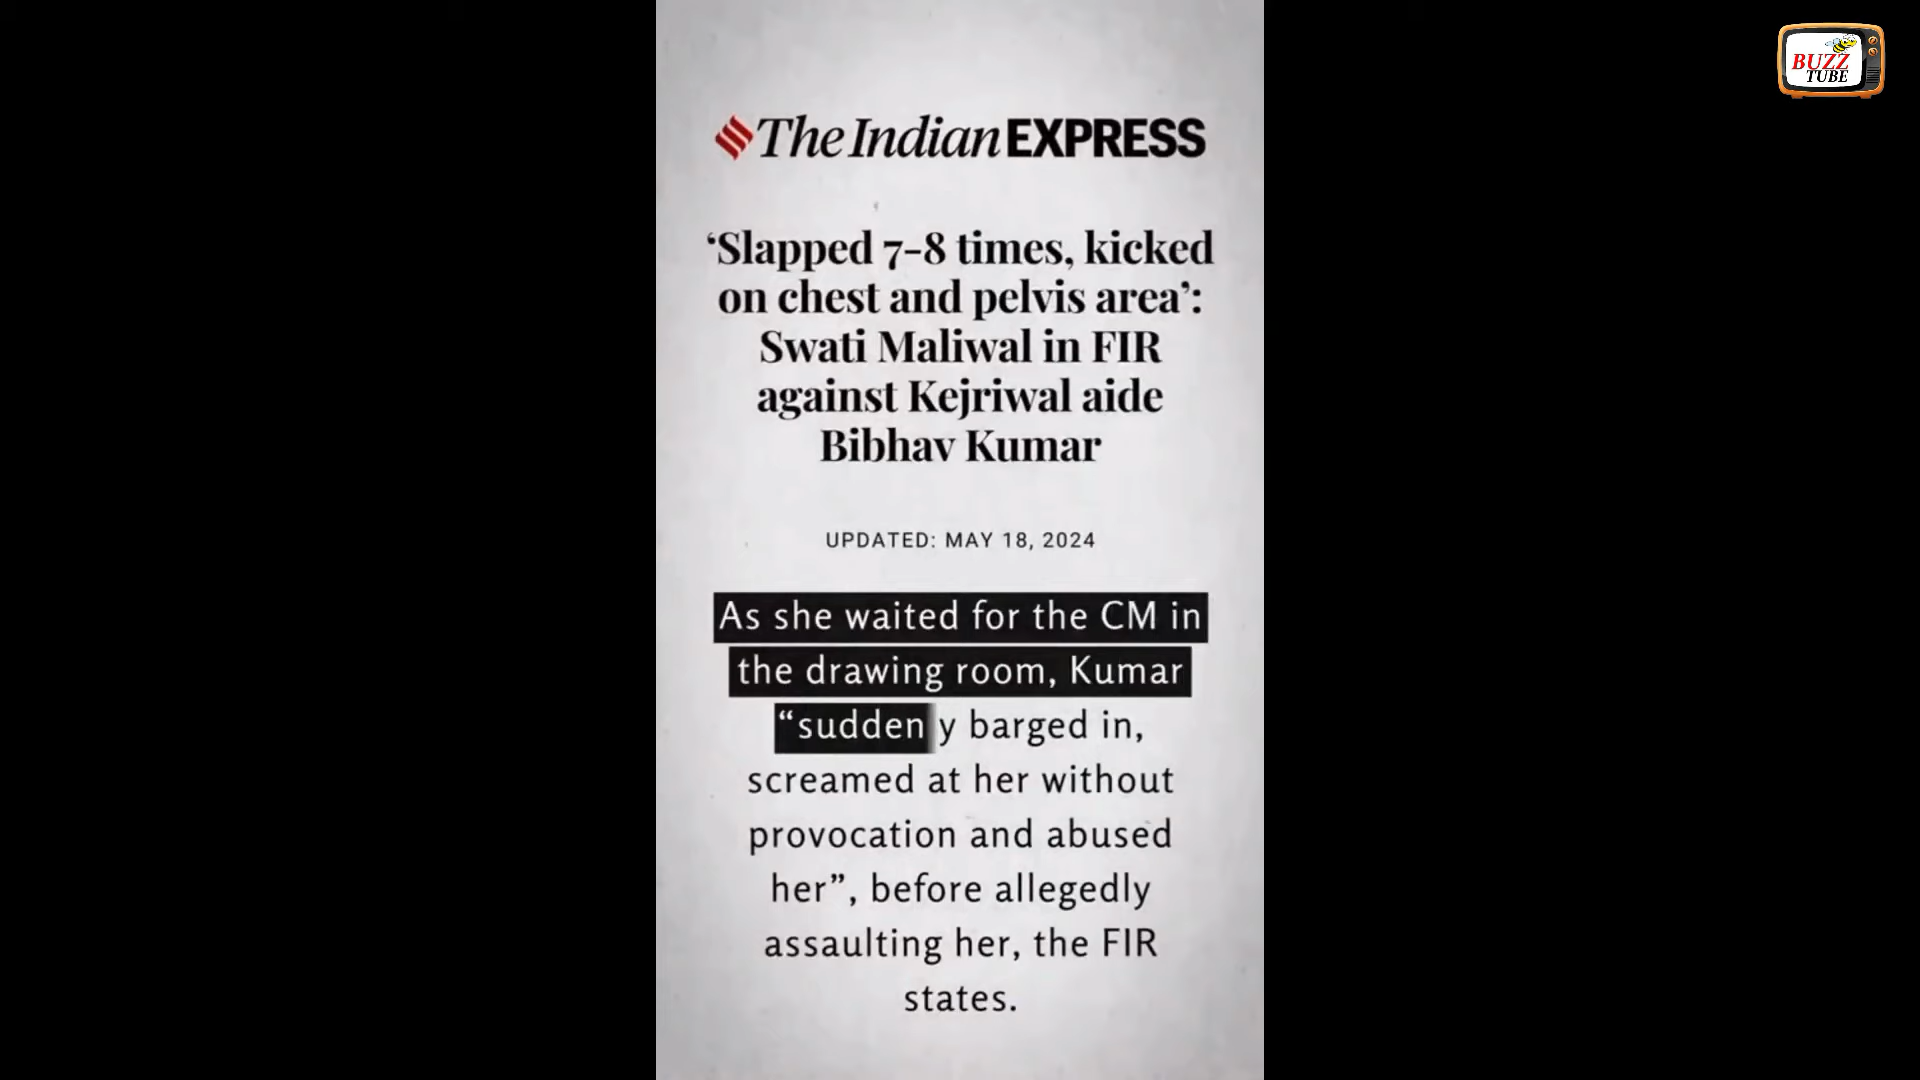 BUZZ
TUBE
The Indian EXPRESS
‘Slapped 7-8 times, kicked
on chest and pelvis area’:
Swati Maliwal in FIR
against Kejriwal aide
Bibhav Kumar
UPDATED: MAY 18, 2024
As she waited for the CM in
the drawing room, Kumar
“sudden y barged in,
screamed at her without
provocation and abused
her”, before allegedly
assaulting her, the FIR
states.